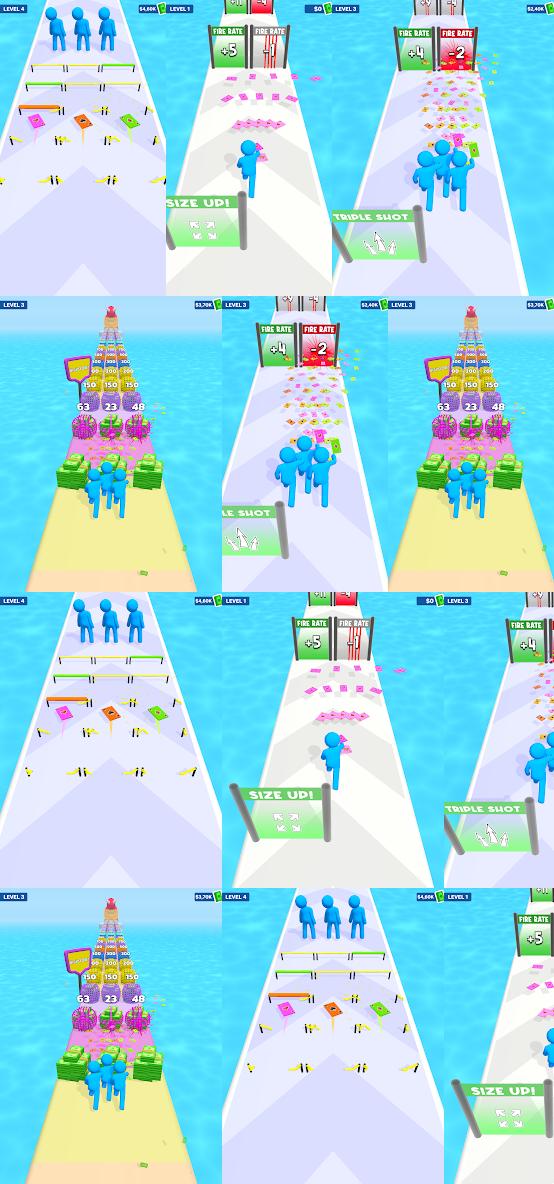 LEVEL 4
$4,60K
LEVEL 1
FIRE RATE
+5
FIRE RATE
-1
SIZE UP!
$0
LEVEL 3
FIRE RATE
+4
FIRE RATE
-2
TRIPLE SHOT
$2,40K
LEVEL 3
150 150 150
63 23 48
$3,70K
LEVEL 3
FIRE RATE
+4
FIRE RATE
-2
LE SHOT
$2,40K
LEVEL 3
150 150 150
63 23 48
$3,70K
LEVEL 4
$4,60K
LEVEL 1
FIRE RATE
+5
FIRE RATE
-1
SIZE UP!
$0
LEVEL 3
FIRE RATE
+4
TRIPLE SHOT
LEVEL 3
150 150 150
63 23 48
$3,70K
LEVEL 4
$4,60K
LEVEL 1
FIRE RATE
+5
SIZE UP!